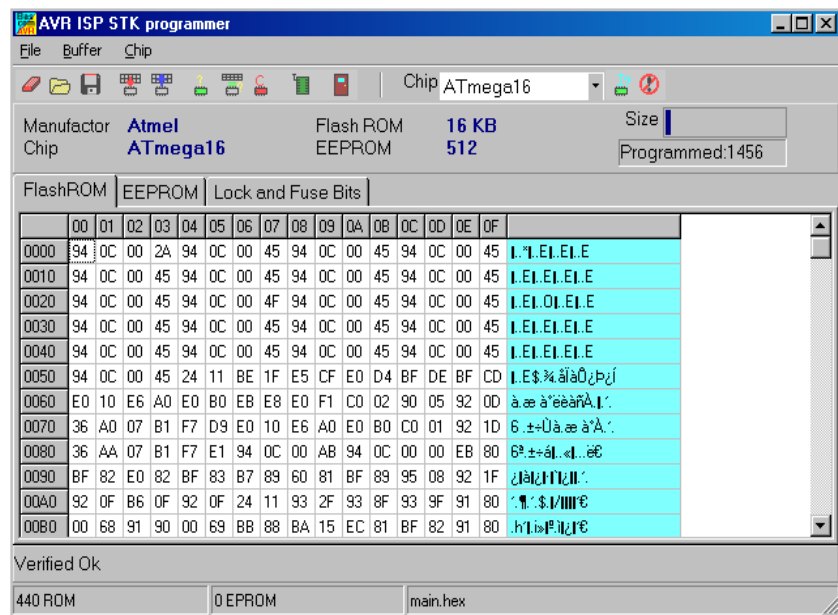 AVR ISP STK programmer
File Buffer Chip
Chip ATmega16
Manufactor Atmel Flash ROM 16 KB Size
Chip ATmega16 EEPROM 512 Programmed:1456
FlashROM EEPROM Lock and Fuse Bits
00 01 02 03 04 05 06 07 08 09 0A 0B 0C 0D 0E 0F
0000 94 0C 00 2A 94 0C 00 45 94 0C 00 45 94 0C 00 45
0010 94 0C 00 45 94 0C 00 45 94 0C 00 45 94 0C 00 45
0020 94 0C 00 45 94 0C 00 4F 94 0C 00 45 94 0C 00 45
0030 94 0C 00 45 94 0C 00 45 94 0C 00 45 94 0C 00 45
0040 94 0C 00 45 94 0C 00 45 94 0C 00 45 94 0C 00 45
0050 94 0C 00 45 24 11 BE 1F E5 CF E0 D4 BF DE BF CD
0060 E0 10 E6 A0 E0 B0 EB E8 E0 F1 C0 02 90 05 92 0D
0070 36 A0 07 B1 F7 D9 E0 10 E6 A0 E0 B0 C0 01 92 1D
0080 36 AA 07 B1 F7 E1 94 0C 00 AB 94 0C 00 00 EB 80
0090 BF 82 E0 82 BF 83 B7 89 60 81 BF 89 95 08 92 1F
00A0 92 0F B6 0F 92 0F 24 11 93 2F 93 8F 93 9F 91 80
00B0 00 68 91 90 00 69 BB 88 BA 15 EC 81 BF 82 91 80
Verified Ok
440 ROM 0 EPROM main.hex